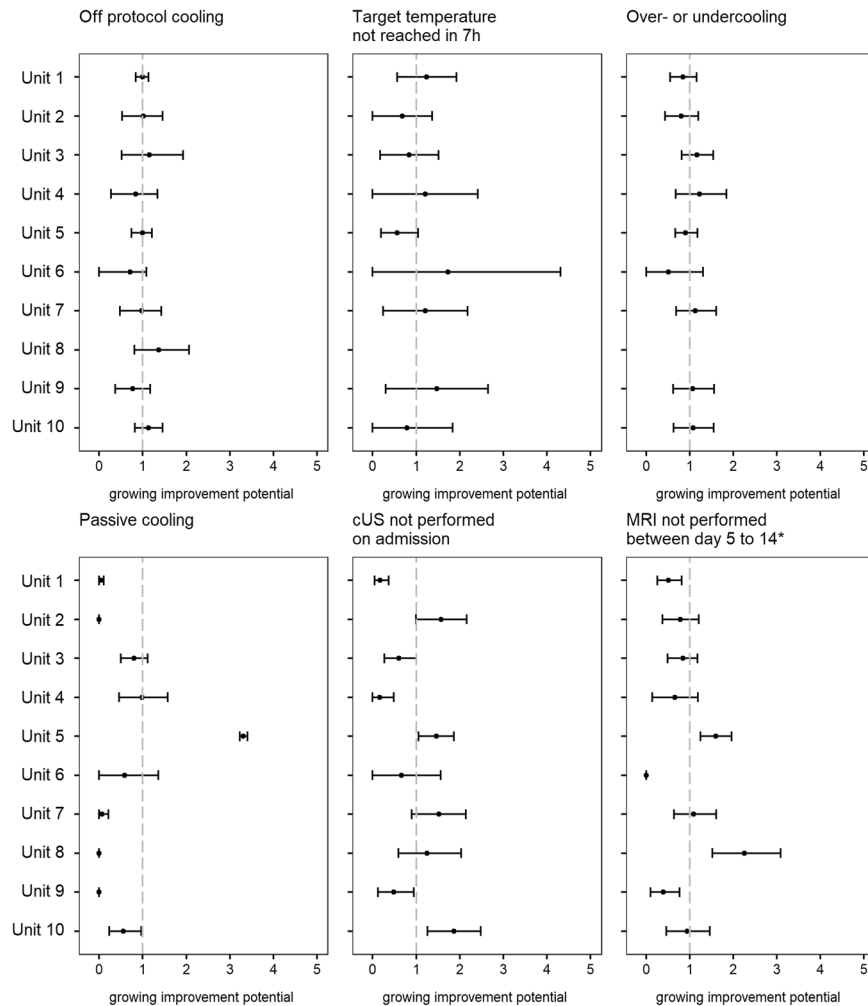 Off protocol cooling
Target temperature
not reached in 7h
Over- or undercooling
Unit 1
Unit 2
Unit 3
Unit 4
Unit 5
Unit 6
Unit 7
Unit 8
Unit 9
Unit 10
0 1 2 3 4 5
0 1 2 3 4 5
0 1 2 3 4 5
growing improvement potential
growing improvement potential
growing improvement potential
Passive cooling
cUS not performed
on admission
MRI not performed
between day 5 to 14*
Unit 1
Unit 2
Unit 3
Unit 4
Unit 5
Unit 6
Unit 7
Unit 8
Unit 9
Unit 10
0 1 2 3 4 5
0 1 2 3 4 5
0 1 2 3 4 5
growing improvement potential
growing improvement potential
growing improvement potential